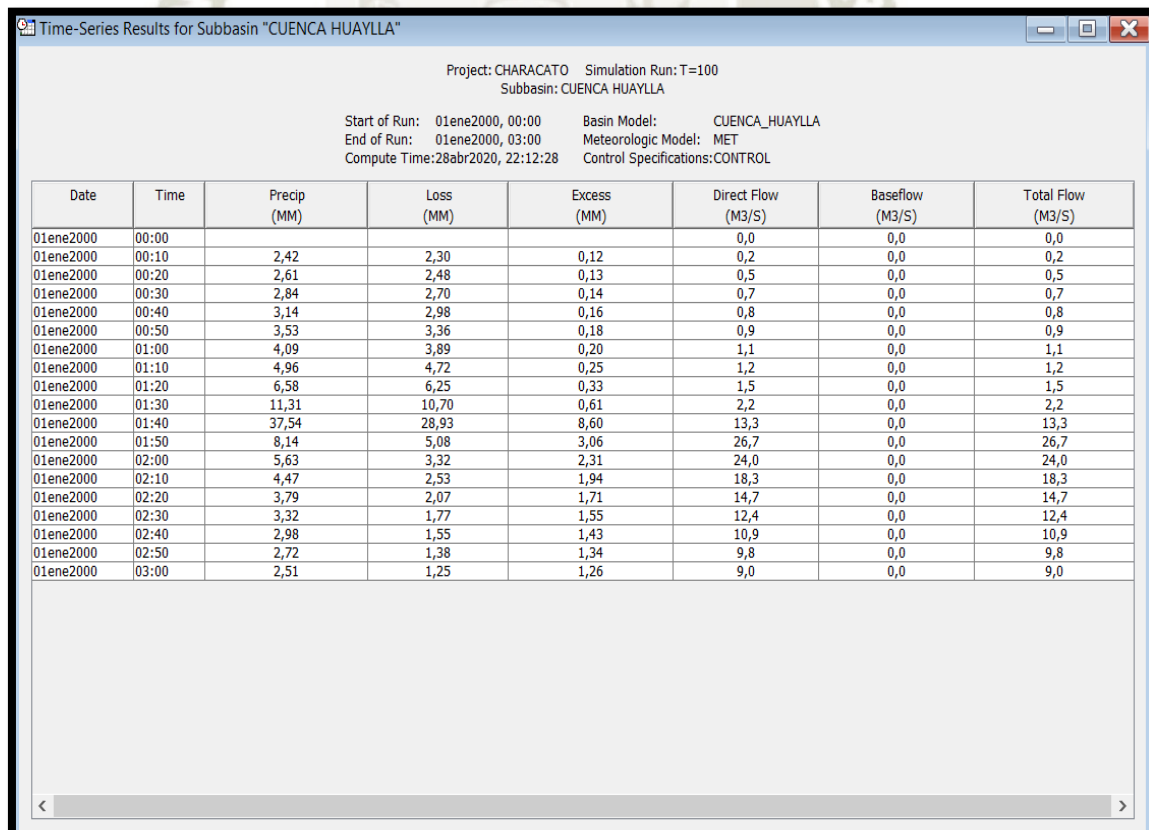 Time-Series Results for Subbasin "CUENCA HUAYLLA"
Project: CHARACATO Simulation Run: T=100
Subbasin: CUENCA HUAYLLA
Start of Run: 01ene2000, 00:00 Basin Model: CUENCA_HUAYLLA
End of Run: 01ene2000, 03:00 Meteorologic Model: MET
Compute Time:28abr2020, 22:12:28 Control Specifications:CONTROL
Date Time Precip Loss Excess Direct Flow Baseflow Total Flow
(MM) (MM) (MM) (M3/S) (M3/S) (M3/S)
01ene2000 00:00 0,0 0,0 0,0
01ene2000 00:10 2,42 2,30 0,12 0,2 0,0 0,2
01ene2000 00:20 2,61 2,48 0,13 0,5 0,0 0,5
01ene2000 00:30 2,84 2,70 0,14 0,7 0,0 0,7
01ene2000 00:40 3,14 2,98 0,16 0,8 0,0 0,8
01ene2000 00:50 3,53 3,36 0,18 0,9 0,0 0,9
01ene2000 01:00 4,09 3,89 0,20 1,1 0,0 1,1
01ene2000 01:10 4,96 4,72 0,25 1,2 0,0 1,2
01ene2000 01:20 6,58 6,25 0,33 1,5 0,0 1,5
01ene2000 01:30 11,31 10,70 0,61 2,2 0,0 2,2
01ene2000 01:40 37,54 28,93 8,60 13,3 0,0 13,3
01ene2000 01:50 8,14 5,08 3,06 26,7 0,0 26,7
01ene2000 02:00 5,63 3,32 2,31 24,0 0,0 24,0
01ene2000 02:10 4,47 2,53 1,94 18,3 0,0 18,3
01ene2000 02:20 3,79 2,07 1,71 14,7 0,0 14,7
01ene2000 02:30 3,32 1,77 1,55 12,4 0,0 12,4
01ene2000 02:40 2,98 1,55 1,43 10,9 0,0 10,9
01ene2000 02:50 2,72 1,38 1,34 9,8 0,0 9,8
01ene2000 03:00 2,51 1,25 1,26 9,0 0,0 9,0